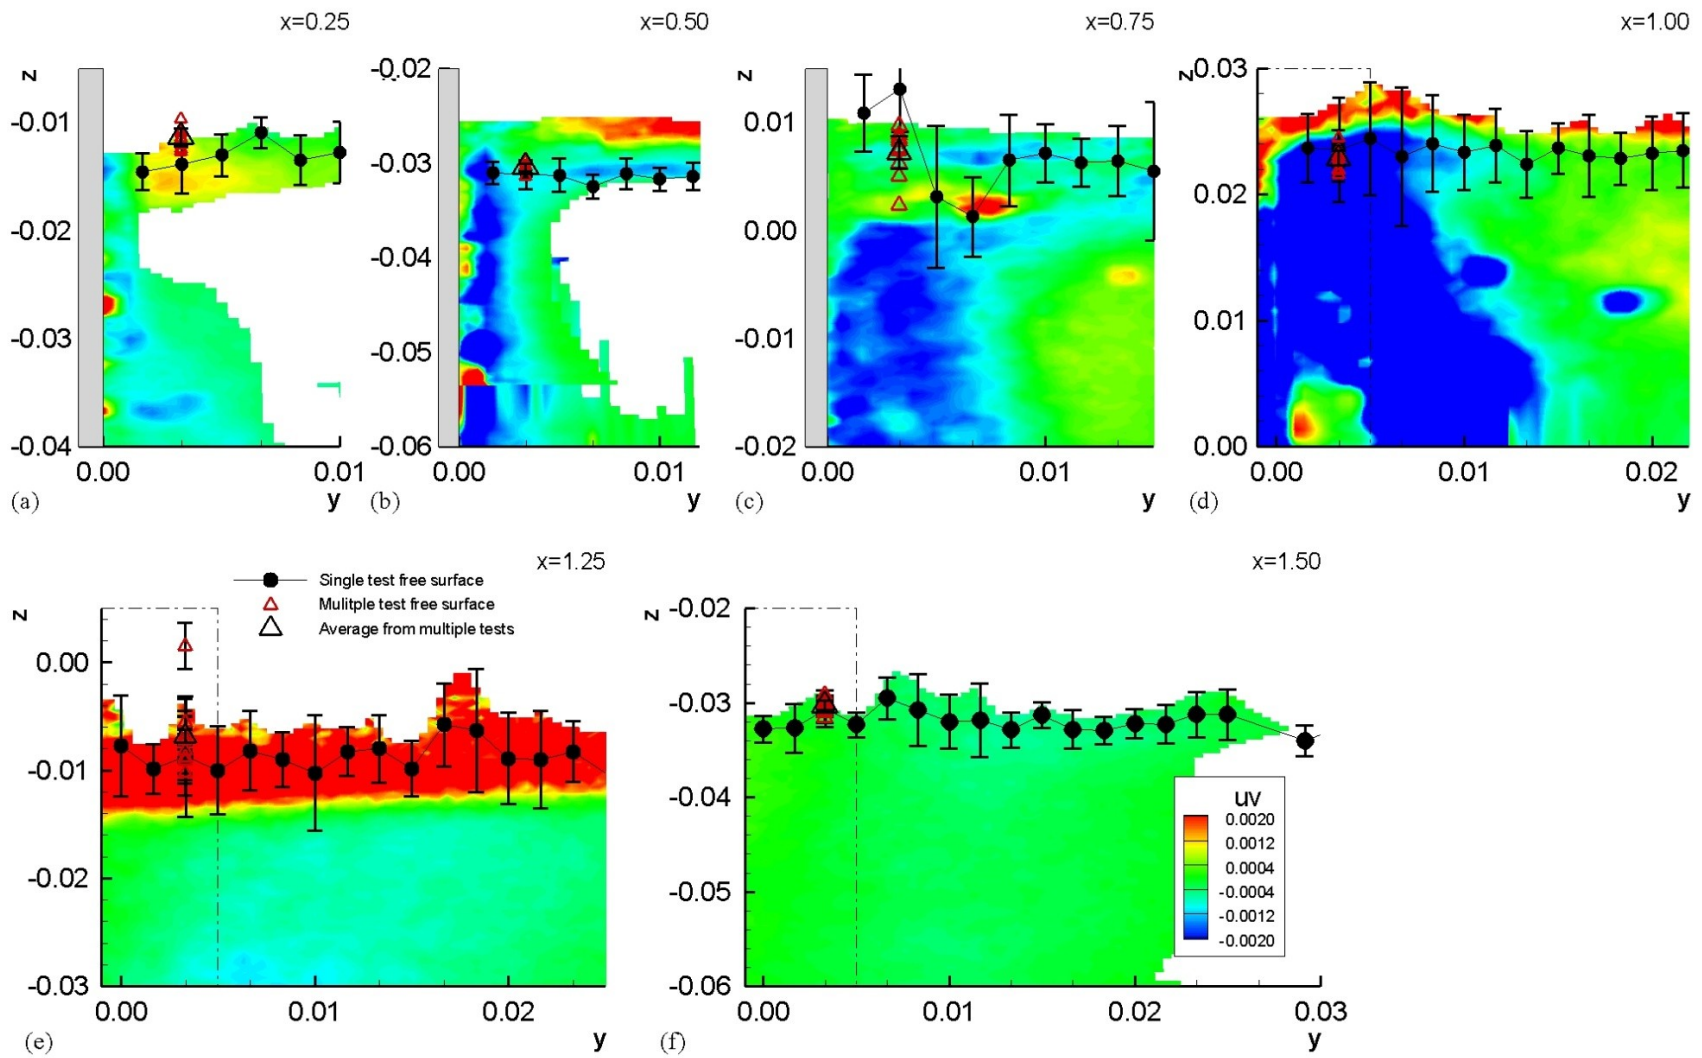 x=0.25
x=0.50
x=0.75
x=1.00
z
-0.01
-0.02
-0.03
-0.04
0.00
0.01
y
(a)
-0.02
-0.03
-0.04
-0.05
-0.06
0.00
0.01
y
(b)
z
0.01
0.00
-0.01
-0.02
0.00
0.01
y
(c)
z
0.03
0.02
0.01
0.00
0.00
0.01
0.02
y
(d)
x=1.25
Single test free surface
Mulitple test free surface
Average from multiple tests
z
0.00
-0.01
-0.02
-0.03
0.00
0.01
0.02
y
(e)
x=1.50
z
-0.02
-0.03
-0.04
-0.05
-0.06
0.00
0.01
0.02
0.03
y
(f)
uv
0.0020
0.0012
0.0004
-0.0004
-0.0012
-0.0020